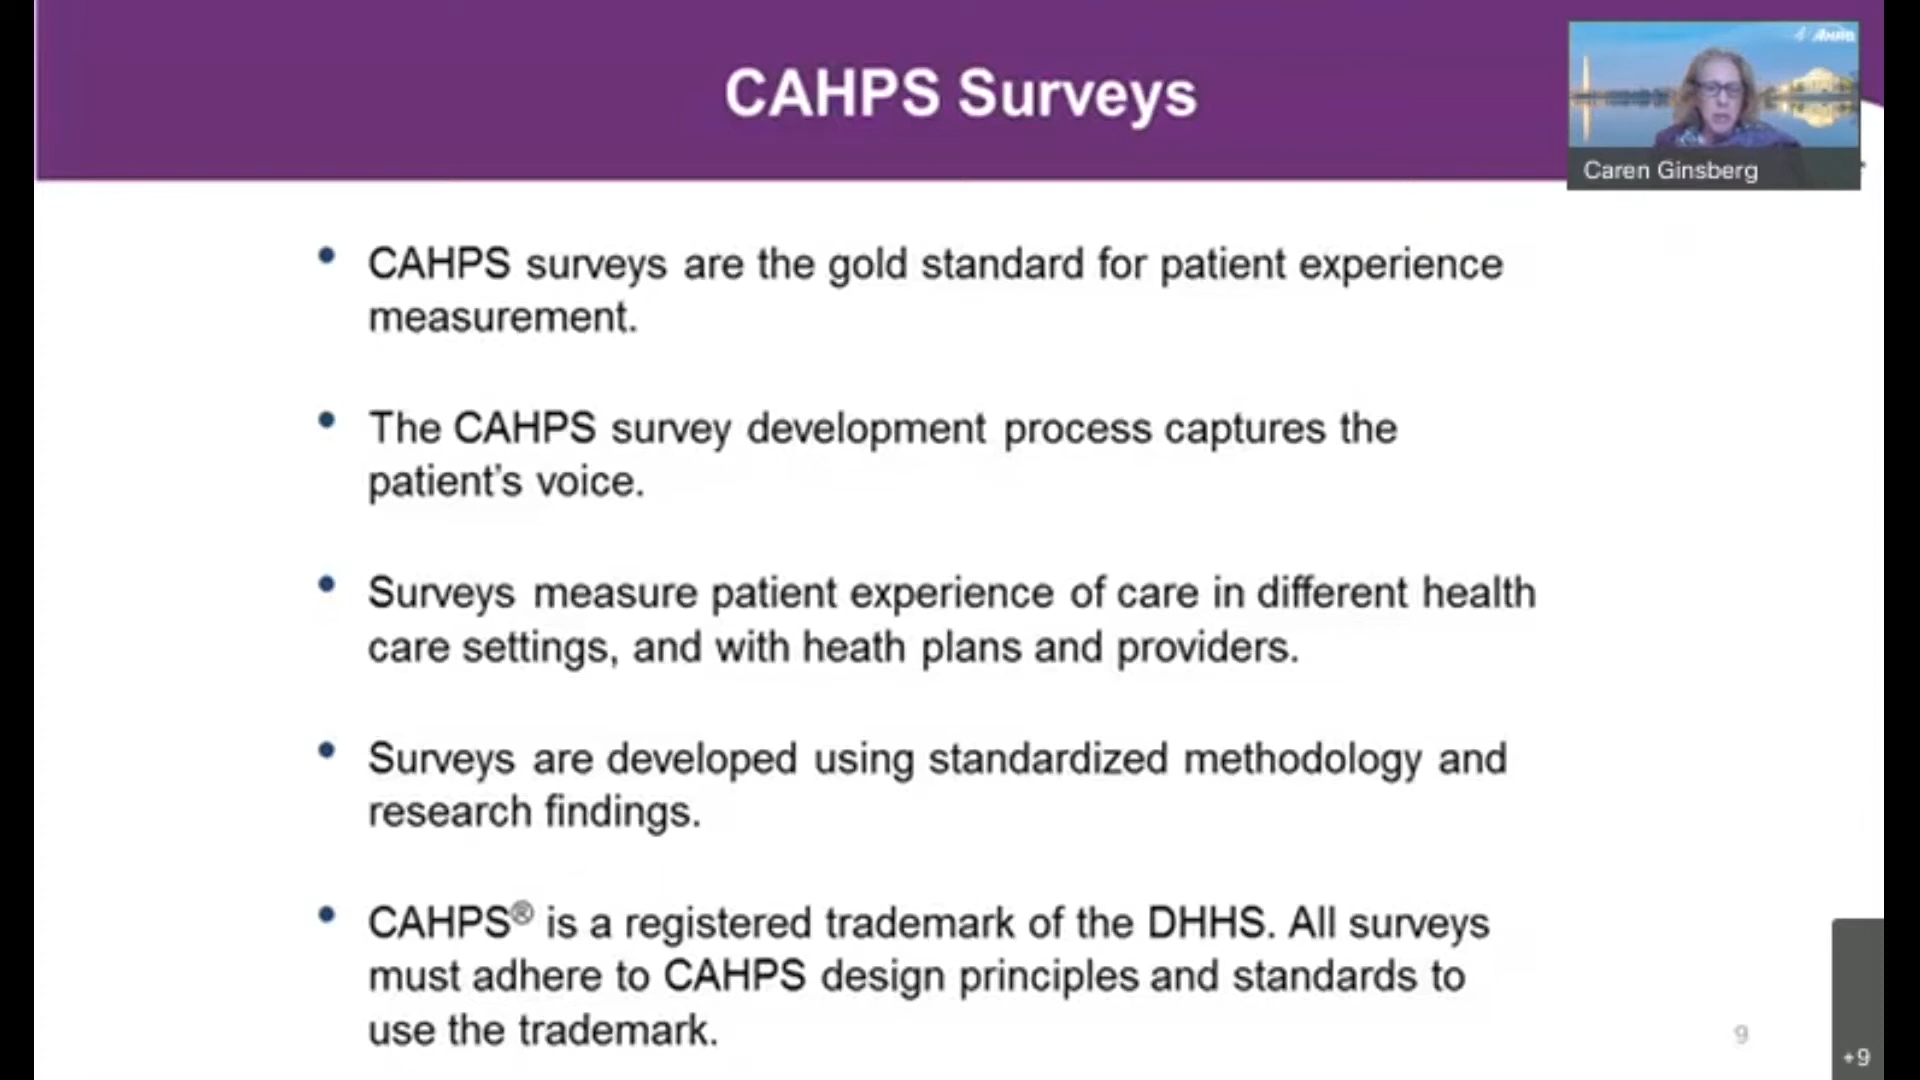 CAHPS Surveys
AHRQ
Caren Ginsberg
• CAHPS surveys are the gold standard for patient experience
measurement.
• The CAHPS survey development process captures the
patient’s voice.
• Surveys measure patient experience of care in different health
care settings, and with heath plans and providers.
• Surveys are developed using standardized methodology and
research findings.
• CAHPS® is a registered trademark of the DHHS. All surveys
must adhere to CAHPS design principles and standards to
use the trademark.
9
+9